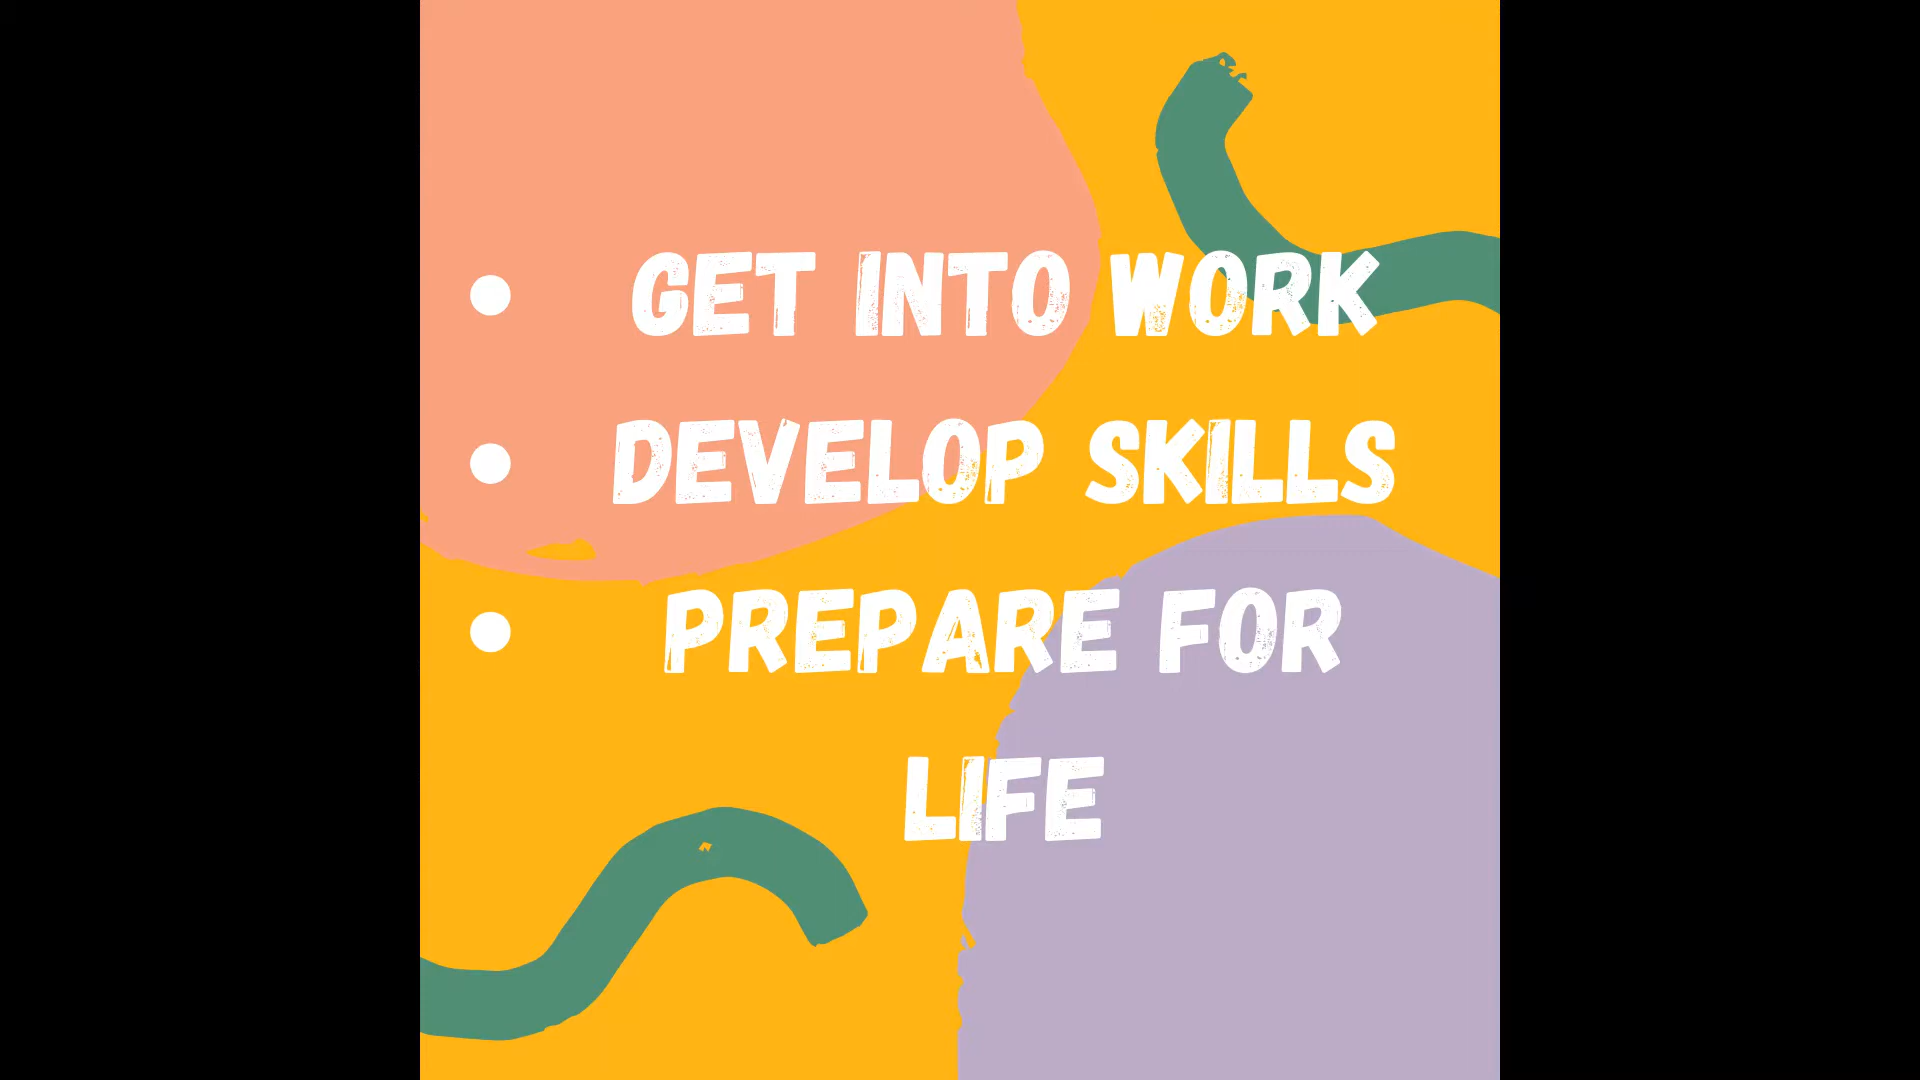 • GET INTO WORK
• DEVELOP SKILLS
• PREPARE FOR
LIFE